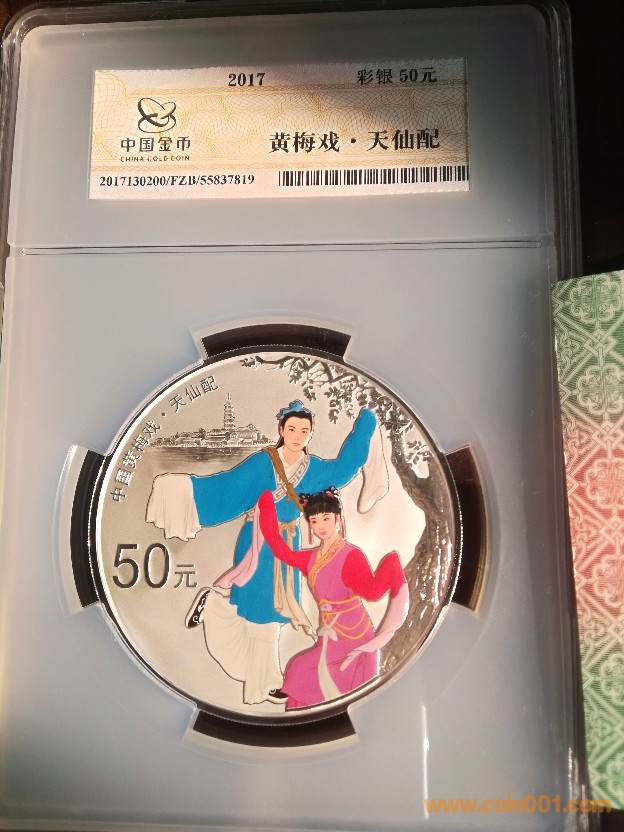 2017 彩银 50元
中国金币
CHINA GOLD COIN
黄梅戏·天仙配
2017130200/FZB/55837819
中国黄梅戏·天仙配
50元
www.coin001.com